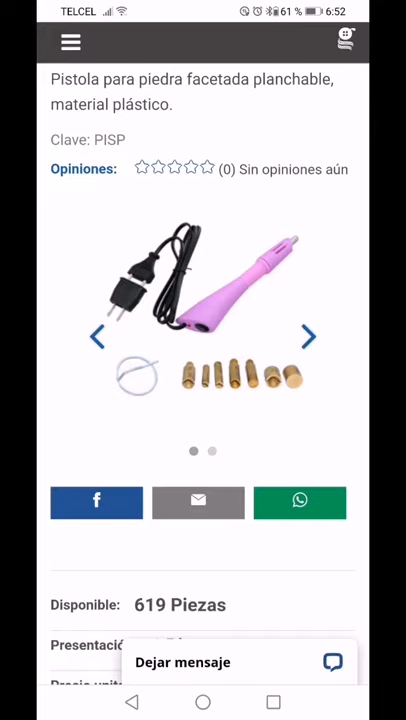 TELCEL 61 % 6:52
Pistola para piedra facetada planchable,
material plástico.
Clave: PISP
Opiniones: (0) Sin opiniones aún
f
Disponible: 619 Piezas
Presentació
Dejar mensaje